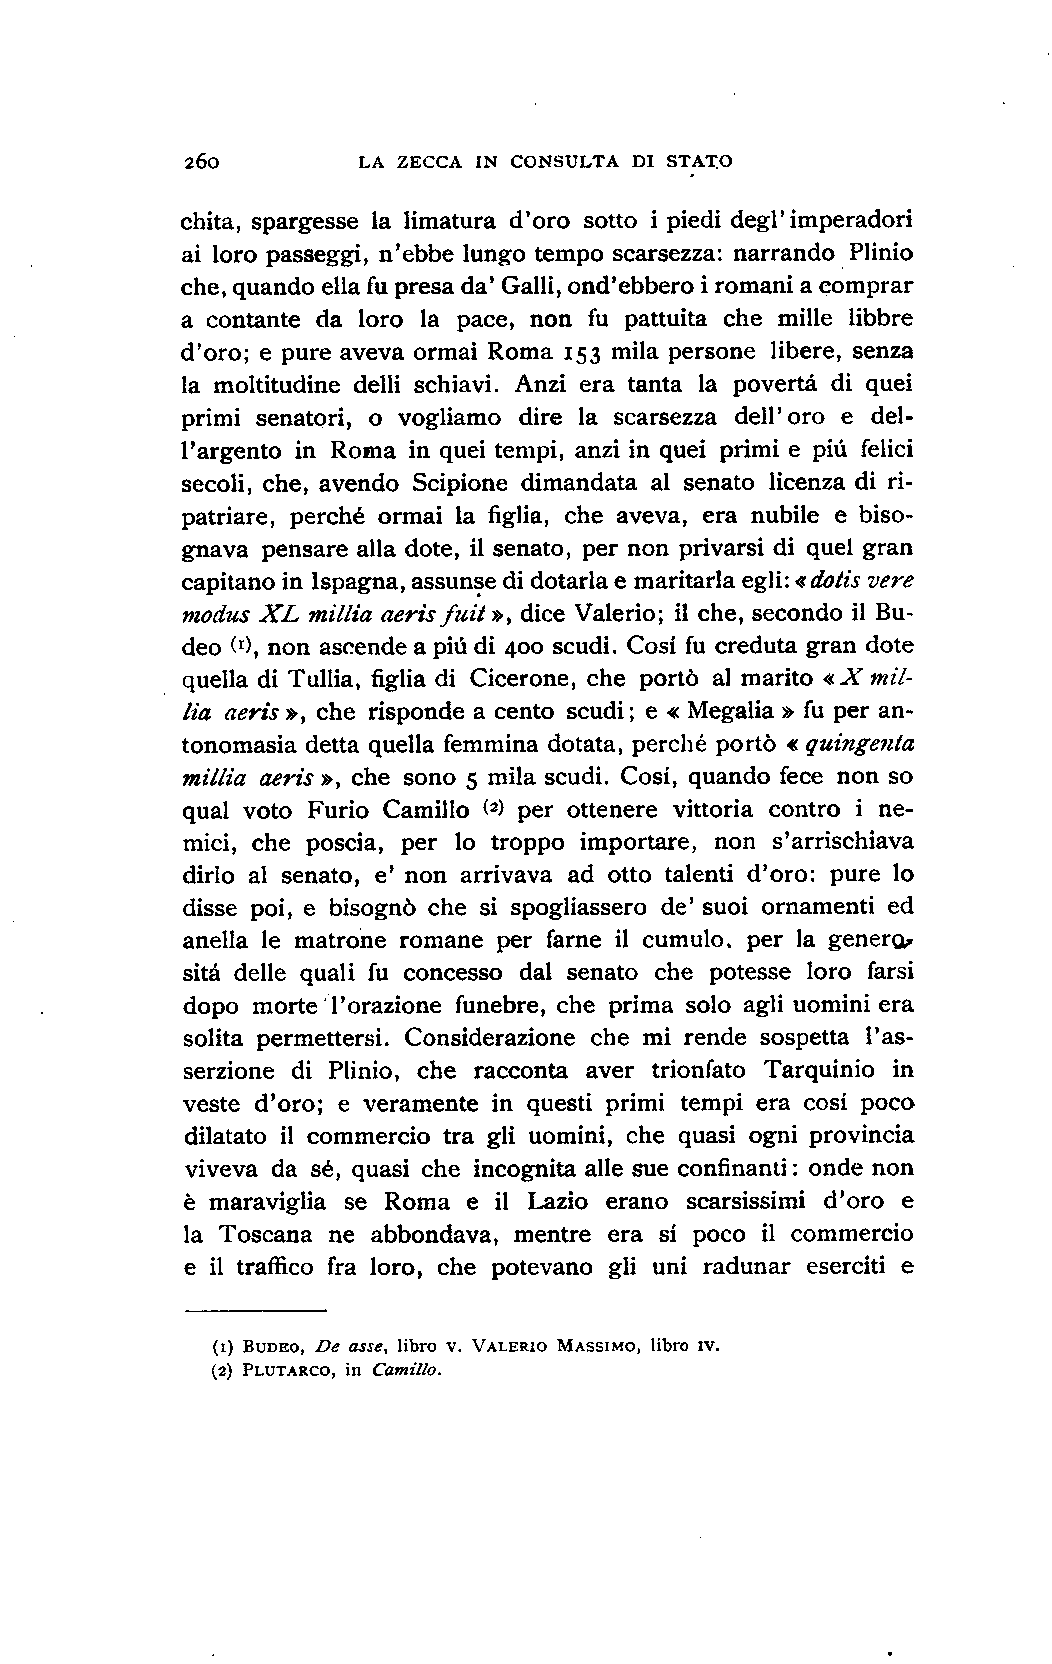 260 LA ZECCA IN CONSULTA DI STATO
chita, spargesse la limatura d'oro sotto i piedi degl'imperadori
ai loro passeggi, n'ebbe lungo tempo scarsezza: narrando Plinio
che, quando ella fu presa da' Galli, ond'ebbero i romani a comprar
a contante da loro la pace, non fu pattuita che mille libbre
d'oro; e pure aveva ormai Roma 153 mila persone libere, senza
la moltitudine delli schiavi. Anzi era tanta la povertá di quei
primi senatori, o vogliamo dire la scarsezza dell'oro e del-
l'argento in Roma in quei tempi, anzi in quei primi e piú felici
secoli, che, avendo Scipione dimandata al senato licenza di ri-
patriare, perché ormai la figlia, che aveva, era nubile e biso-
gnava pensare alla dote, il senato, per non privarsi di quel gran
capitano in Ispagna, assunse di dotarla e maritarla egli: «dotis vere
modus XL millia aeris fuit», dice Valerio; il che, secondo il Bu-
deo (1), non ascende a piú di 400 scudi. Cosí fu creduta gran dote
quella di Tullia, figlia di Cicerone, che portò al marito «X mil-
lia aeris», che risponde a cento scudi; e «Megalia» fu per an-
tonomasia detta quella femmina dotata, perché portò «quingenta
millia aeris», che sono 5 mila scudi. Cosí, quando fece non so
qual voto Furio Camillo (2) per ottenere vittoria contro i ne-
mici, che poscia, per lo troppo importare, non s'arrischiava
dirlo al senato, e' non arrivava ad otto talenti d'oro: pure lo
disse poi, e bisognò che si spogliassero de' suoi ornamenti ed
anella le matrone romane per farne il cumulo, per la genero-
sitá delle quali fu concesso dal senato che potesse loro farsi
dopo morte l'orazione funebre, che prima solo agli uomini era
solita permettersi. Considerazione che mi rende sospetta l'as-
serzione di Plinio, che racconta aver trionfato Tarquinio in
veste d'oro; e veramente in questi primi tempi era cosí poco
dilatato il commercio tra gli uomini, che quasi ogni provincia
viveva da sé, quasi che incognita alle sue confinanti: onde non
è maraviglia se Roma e il Lazio erano scarsissimi d'oro e
la Toscana ne abbondava, mentre era sí poco il commercio
e il traffico fra loro, che potevano gli uni radunar eserciti e
(1) BUDEO, De asse, libro V. VALERIO MASSIMO, libro IV.
(2) PLUTARCO, in Camillo.